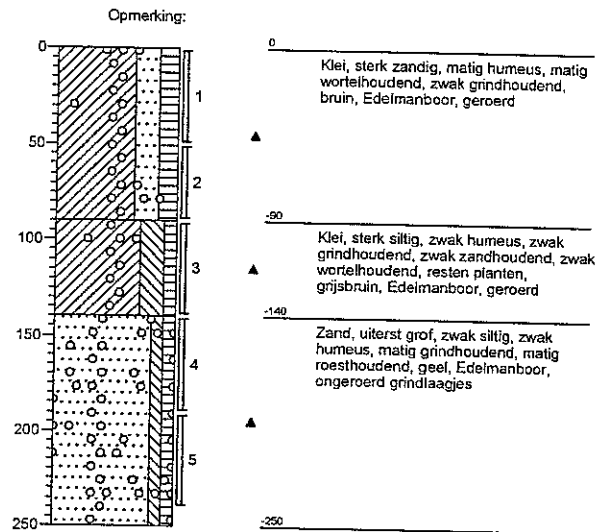 Opmerking:
0
50
100
150
200
250
1
2
3
4
5
0
Klei, sterk zandig, matig humeus, matig
wortelhoudend, zwak grindhoudend,
bruin, Edelmanboor, geroerd
-90
Klei, sterk siltig, zwak humeus, zwak
grindhoudend, zwak zandhoudend, zwak
wortelhoudend, resten planten,
grijsbruin, Edelmanboor, geroerd
-140
Zand, uiterst grof, zwak siltig, zwak
humeus, matig grindhoudend, matig
roesthoudend, geel, Edelmanboor,
ongeroerd grindlaagjes
-250